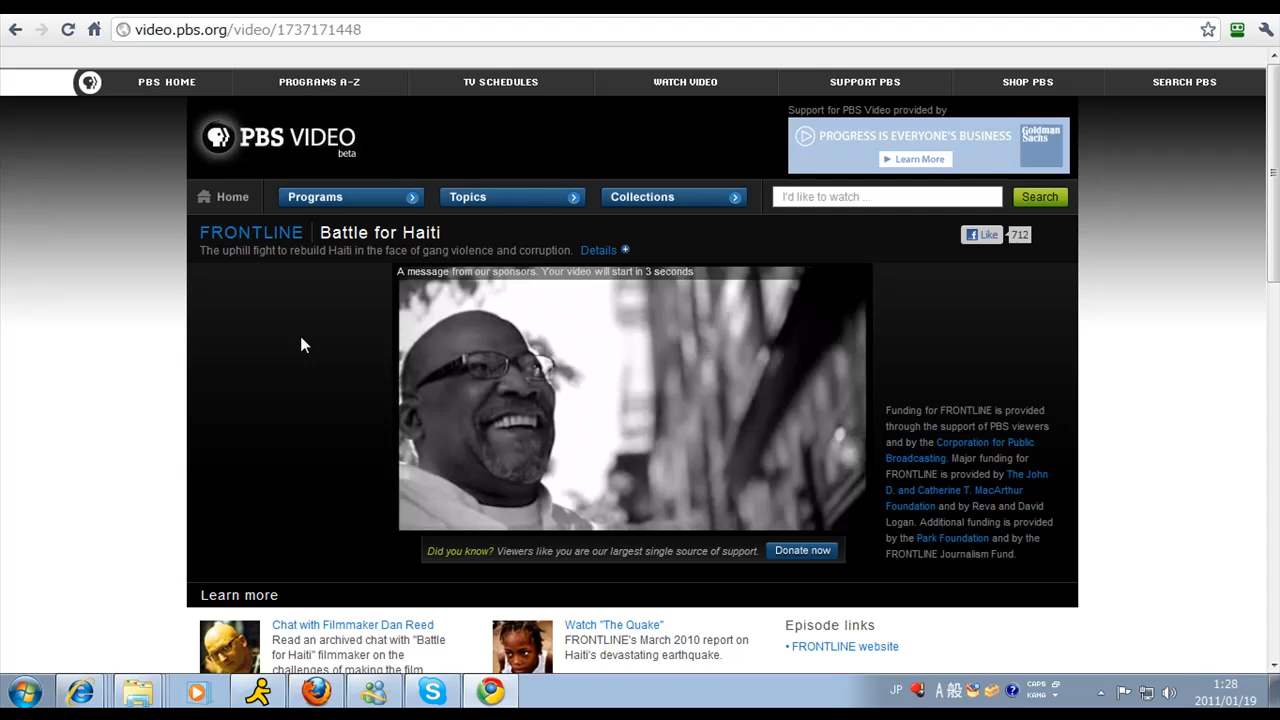 video.pbs.org/video/1737171448
PBS HOME
PROGRAMS A-Z
TV SCHEDULES
WATCH VIDEO
SUPPORT PBS
SHOP PBS
SEARCH PBS
PBS VIDEO
beta
Support for PBS Video provided by
PROGRESS IS EVERYONE'S BUSINESS
Learn More
Goldman
Sachs
Home
Programs
Topics
Collections
I'd like to watch ...
Search
FRONTLINE Battle for Haiti
Like 712
The uphill fight to rebuild Haiti in the face of gang violence and corruption. Details
A message from our sponsors. Your video will start in 3 seconds
Funding for FRONTLINE is provided
through the support of PBS viewers
and by the Corporation for Public
Broadcasting. Major funding for
FRONTLINE is provided by The John
D. and Catherine T. MacArthur
Foundation and by Reva and David
Logan. Additional funding is provided
by the Park Foundation and by the
FRONTLINE Journalism Fund.
Did you know? Viewers like you are our largest single source of support. Donate now
Learn more
Chat with Filmmaker Dan Reed
Read an archived chat with "Battle
for Haiti" filmmaker on the
challenges of making the film
Watch "The Quake"
FRONTLINE's March 2010 report on
Haiti's devastating earthquake.
Episode links
• FRONTLINE website
JP
A 般
CAPS
KANA
1:28
2011/01/19